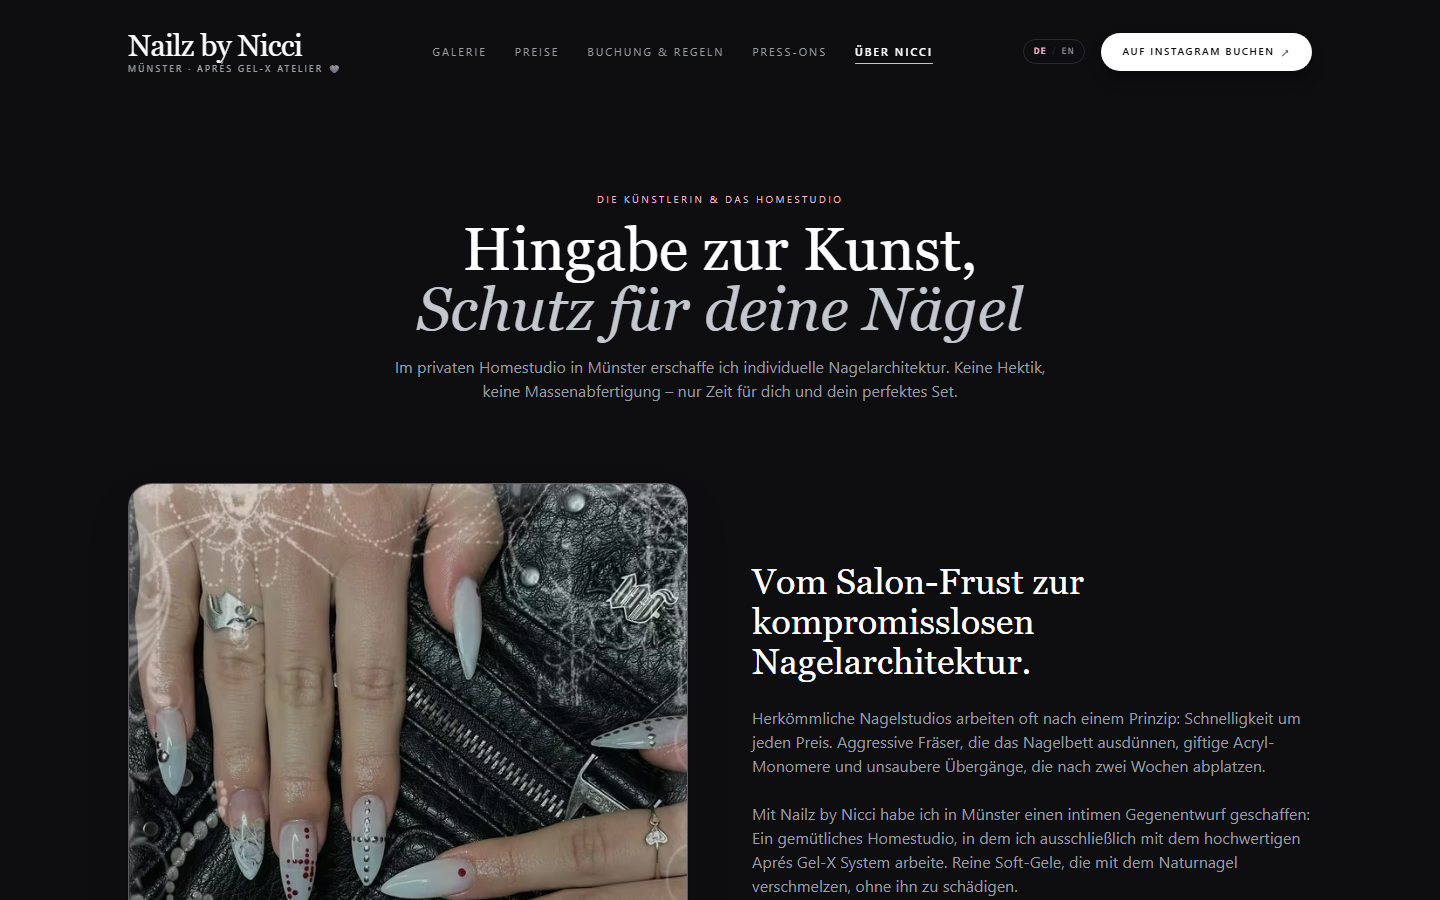 Nailz by Nicci
MÜNSTER · APRÉS GEL-X ATELIER 🖤
GALERIE
PREISE
BUCHUNG & REGELN
PRESS-ONS
ÜBER NICCI
DE / EN
AUF INSTAGRAM BUCHEN ↗
DIE KÜNSTLERIN & DAS HOMESTUDIO
Hingabe zur Kunst,
Schutz für deine Nägel
Im privaten Homestudio in Münster erschaffe ich individuelle Nagelarchitektur. Keine Hektik,
keine Massenabfertigung – nur Zeit für dich und dein perfektes Set.
Vom Salon-Frust zur
kompromisslosen
Nagelarchitektur.
Herkömmliche Nagelstudios arbeiten oft nach einem Prinzip: Schnelligkeit um
jeden Preis. Aggressive Fräser, die das Nagelbett ausdünnen, giftige Acryl-
Monomere und unsaubere Übergänge, die nach zwei Wochen abplatzen.
Mit Nailz by Nicci habe ich in Münster einen intimen Gegenentwurf geschaffen:
Ein gemütliches Homestudio, in dem ich ausschließlich mit dem hochwertigen
Aprés Gel-X System arbeite. Reine Soft-Gele, die mit dem Naturnagel
verschmelzen, ohne ihn zu schädigen.